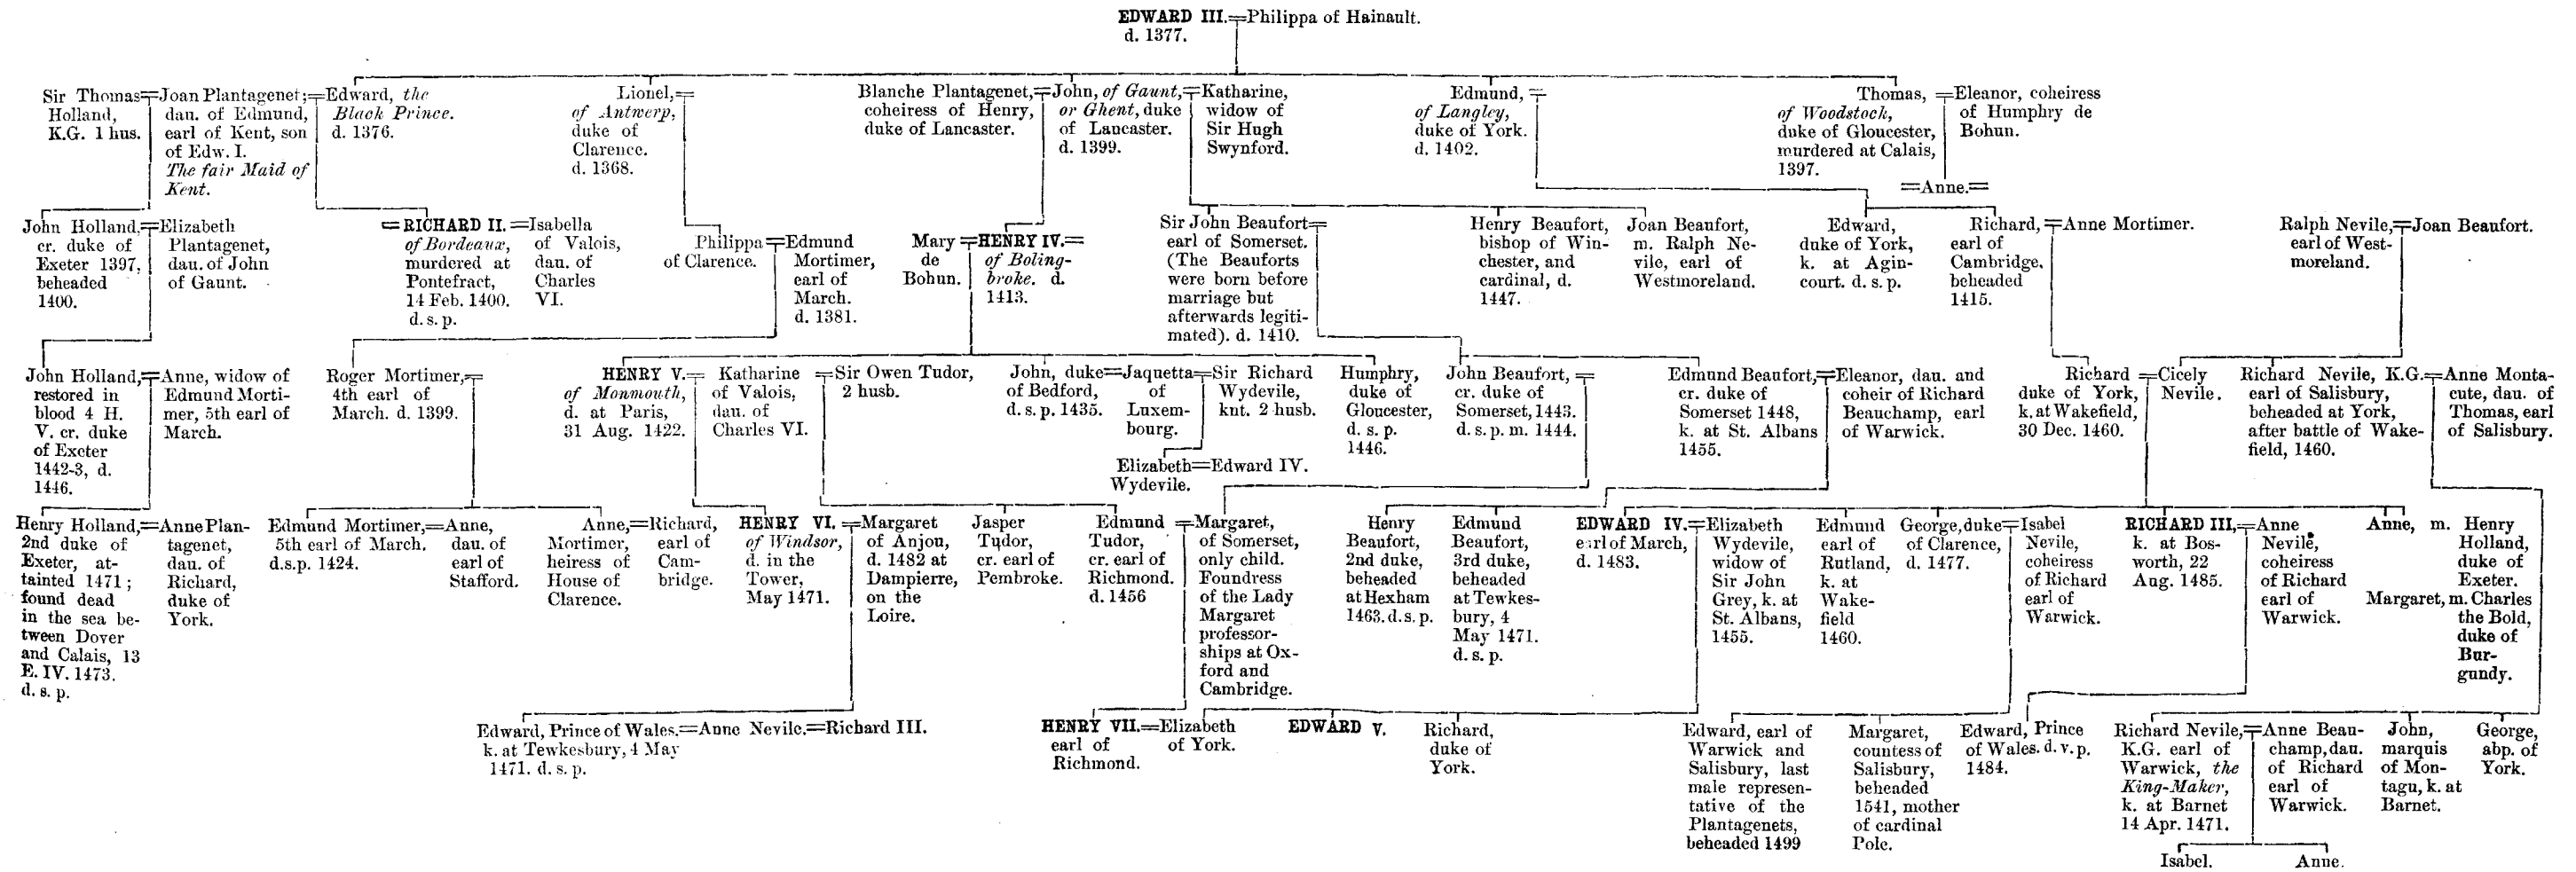 EDWARD III.=Philippa of Hainault.
d. 1377.
Sir Thomas=Joan Plantagenet;=Edward, the
Holland,
K.G. 1 hus.
dau. of Edmund,
earl of Kent, son
of Edw. I.
The fair Maid of
Kent.
Black Prince.
d. 1376.
Lionel,=
of Antwerp,
duke of
Clarence.
d. 1368.
Blanche Plantagenet,=John, of Gaunt,=Katharine,
coheiress of Henry,
duke of Lancaster.
or Ghent, duke
of Lancaster.
d. 1399.
widow of
Sir Hugh
Swynford.
Edmund, =
of Langley,
duke of York.
d. 1402.
Thomas, =Eleanor, coheiress
of Woodstock,
duke of Gloucester,
murdered at Calais,
1397.
of Humphry de
Bohun.
=Anne.=
John Holland,=Elizabeth
cr. duke of
Exeter 1397,
beheaded
1400.
Plantagenet,
dau. of John
of Gaunt.
=RICHARD II.=Isabella
of Bordeaux,
murdered at
Pontefract,
14 Feb. 1400.
d. s. p.
of Valois,
dau. of
Charles
VI.
Philippa=Edmund
of Clarence.
Mortimer,
earl of
March.
d. 1381.
Mary=HENRY IV.=
de
Bohun.
of Boling-
broke. d.
1413.
Sir John Beaufort=
earl of Somerset.
(The Beauforts
were born before
marriage but
afterwards legiti-
mated). d. 1410.
Henry Beaufort,
bishop of Win-
chester, and
cardinal, d.
1447.
Joan Beaufort,
m. Ralph Ne-
vile, earl of
Westmoreland.
Edward,
duke of York,
k. at Agin-
court. d. s. p.
Richard,=Anne Mortimer.
earl of
Cambridge,
beheaded
1415.
Ralph Nevile,=Joan Beaufort.
earl of West-
moreland.
John Holland,=Anne, widow of
restored in
blood 4 H.
V. cr. duke
of Exeter
1442-3, d.
1446.
Edmund Morti-
mer, 5th earl of
March.
Roger Mortimer,=
4th earl of
March. d. 1399.
HENRY V.= Katharine =Sir Owen Tudor,
of Monmouth,
d. at Paris,
31 Aug. 1422.
of Valois,
dau. of
Charles VI.
2 husb.
John, duke=Jaquetta=Sir Richard
of Bedford,
d. s. p. 1435.
of
Luxem-
bourg.
Wydevile,
knt. 2 husb.
Elizabeth=Edward IV.
Wydevile.
Humphry,
duke of
Gloucester,
d. s. p.
1446.
John Beaufort, =
cr. duke of
Somerset, 1443.
d. s. p. m. 1444.
Edmund Beaufort,=Eleanor, dau. and
cr. duke of
Somerset 1448,
k. at St. Albans
1455.
coheir of Richard
Beauchamp, earl
of Warwick.
Richard =Cicely
duke of York,
k. at Wakefield,
30 Dec. 1460.
Nevile.
Richard Nevile, K.G.=Anne Monta-
earl of Salisbury,
beheaded at York,
after battle of Wake-
field, 1460.
cute, dau. of
Thomas, earl
of Salisbury.
Henry Holland,=Anne Plan-
2nd duke of
Exeter, at-
tainted 1471;
found dead
in the sea be-
tween Dover
and Calais, 13
E. IV. 1473.
d. s. p.
tagenet,
dau. of
Richard,
duke of
York.
Edmund Mortimer,=Anne,
5th earl of March.
d.s.p. 1424.
dau. of
earl of
Stafford.
Anne,=Richard,
Mortimer,
heiress of
House of
Clarence.
earl of
Cam-
bridge.
HENRY VI. =Margaret
of Windsor,
d. in the
Tower,
May 1471.
of Anjou,
d. 1482 at
Dampierre,
on the
Loire.
Jasper
Tudor,
cr. earl of
Pembroke.
Edmund =Margaret,
Tudor,
cr. earl of
Richmond.
d. 1456
of Somerset,
only child.
Foundress
of the Lady
Margaret
professor-
ships at Ox-
ford and
Cambridge.
Henry
Beaufort,
2nd duke,
beheaded
at Hexham
1463. d. s. p.
Edmund
Beaufort,
3rd duke,
beheaded
at Tewkes-
bury, 4
May 1471.
d. s. p.
EDWARD IV.=Elizabeth
earl of March,
d. 1483.
Wydevile,
widow of
Sir John
Grey, k. at
St. Albans,
1455.
Edmund
earl of
Rutland,
k. at
Wake-
field
1460.
George, duke=Isabel
of Clarence,
d. 1477.
Nevile,
coheiress
of Richard
earl of
Warwick.
RICHARD III,=Anne
k. at Bos-
worth, 22
Aug. 1485.
Nevile,
coheiress
of Richard
earl of
Warwick.
Anne, m. Henry
Holland,
duke of
Exeter.
Margaret, m. Charles
the Bold,
duke of
Bur-
gundy.
Edward, Prince of Wales.=Anne Nevile.=Richard III.
k. at Tewkesbury, 4 May
1471. d. s. p.
HENRY VII.=Elizabeth
earl of
Richmond.
of York.
EDWARD V.
Richard,
duke of
York.
Edward, earl of
Warwick and
Salisbury, last
male represen-
tative of the
Plantagenets,
beheaded 1499
Margaret,
countess of
Salisbury,
beheaded
1541, mother
of cardinal
Pole.
Edward, Prince
of Wales. d. v. p.
1484.
Richard Nevile,=Anne Beau-
K.G. earl of
Warwick, the
King-Maker,
k. at Barnet
14 Apr. 1471.
champ, dau.
of Richard
earl of
Warwick.
John,
marquis
of Mon-
tagu, k. at
Barnet.
George,
abp. of
York.
Isabel.
Anne.